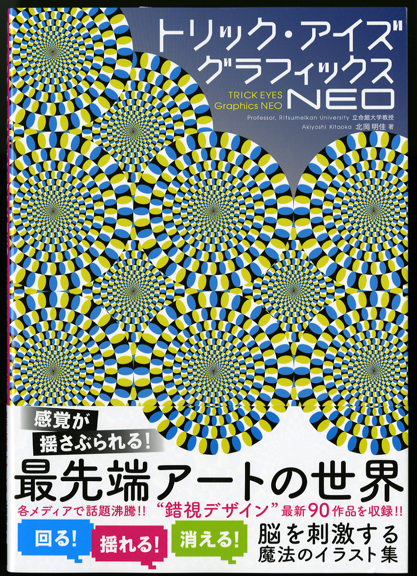 トリック・アイズ
グラフィックス
TRICK EYES
Graphics NEO
NEO
Professor, Ritsumeikan University 立命館大学教授
Akiyoshi Kitaoka 北岡明佳 著
感覚が
揺さぶられる!
最先端アートの世界
各メディアで話題沸騰!! “錯視デザイン” 最新90作品を収録!!
回る! 揺れる! 消える!
脳を刺激する
魔法のイラスト集